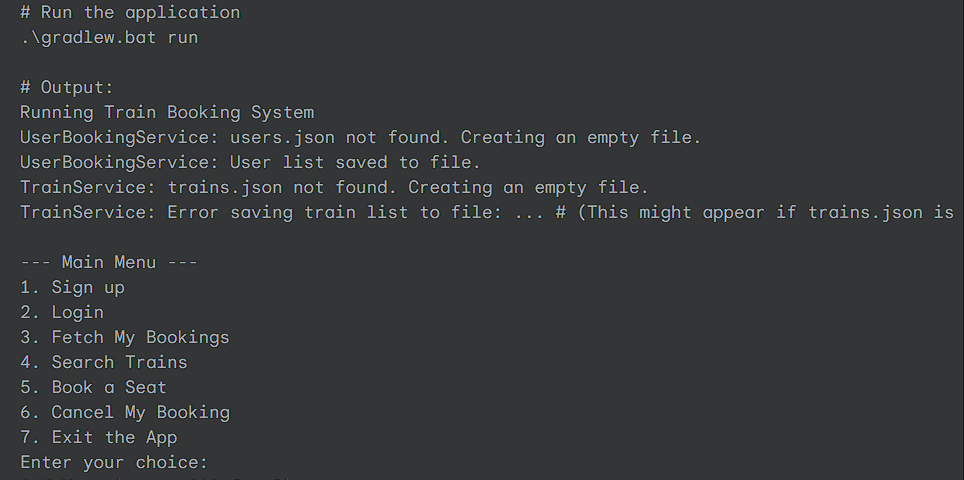 # Run the application
.\gradlew.bat run
# Output:
Running Train Booking System
UserBookingService: users.json not found. Creating an empty file.
UserBookingService: User list saved to file.
TrainService: trains.json not found. Creating an empty file.
TrainService: Error saving train list to file: ... # (This might appear if trains.json is
--- Main Menu ---
1. Sign up
2. Login
3. Fetch My Bookings
4. Search Trains
5. Book a Seat
6. Cancel My Booking
7. Exit the App
Enter your choice: